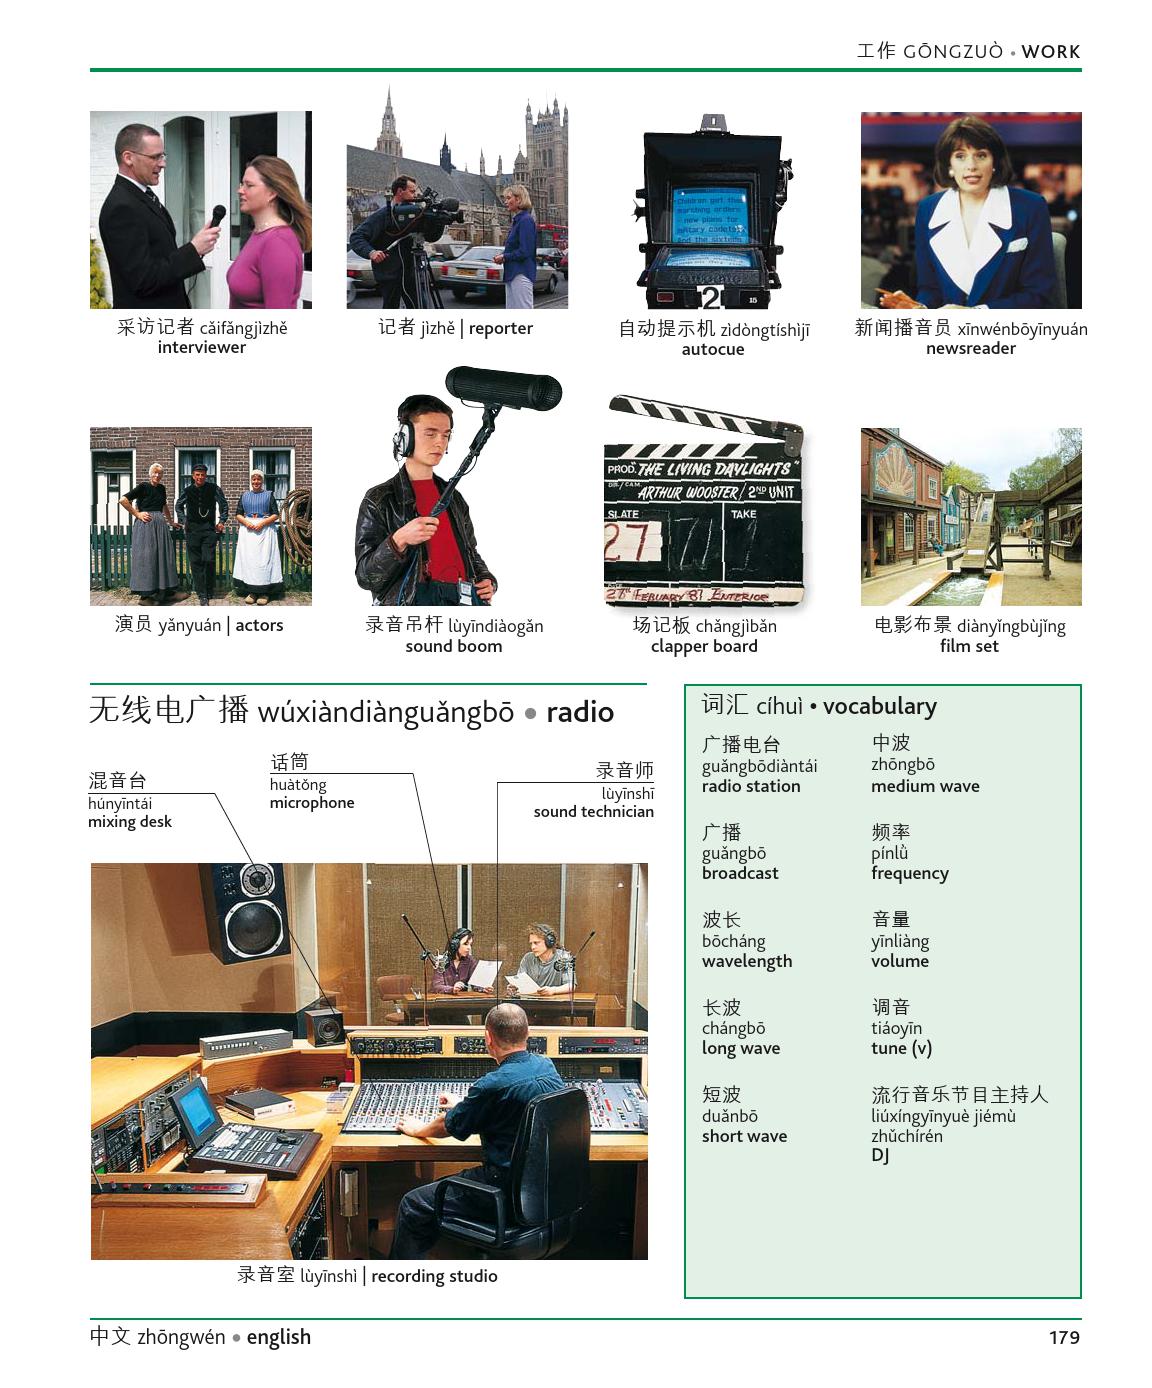 工作 GŌNGZUÒ • WORK
采访记者 cǎifǎngjìzhě
interviewer
记者 jìzhě | reporter
自动提示机 zìdòngtíshìjī
autocue
新闻播音员 xīnwénbōyīnyuán
newsreader
Children get the
marching orders
- new plans for
military cadets
And the sixteen
2
15
演员 yǎnyuán | actors
录音吊杆 lùyīndiàogǎn
sound boom
PROD. "THE LIVING DAYLIGHTS"
DIR./CAM. ARTHUR WOOSTER / 2ND UNIT
SLATE
TAKE
27
1
27th FEBUARY 87 INTERIOR
场记板 chǎngjìbǎn
clapper board
电影布景 diànyǐngbùjǐng
film set
无线电广播 wúxiàndiànguǎngbō • radio
混音台
húnyīntái
mixing desk
话筒
huàtǒng
microphone
录音师
lùyīnshī
sound technician
录音室 lùyīnshì | recording studio
词汇 cíhuì • vocabulary
广播电台
guǎngbōdiàntái
radio station
广播
guǎngbō
broadcast
波长
bōcháng
wavelength
长波
chángbō
long wave
短波
duǎnbō
short wave
中波
zhōngbō
medium wave
频率
pínlǜ
frequency
音量
yīnliàng
volume
调音
tiáoyīn
tune (v)
流行音乐节目主持人
liúxíngyīnyuè jiémù
zhǔchírén
DJ
中文 zhōngwén • english
179